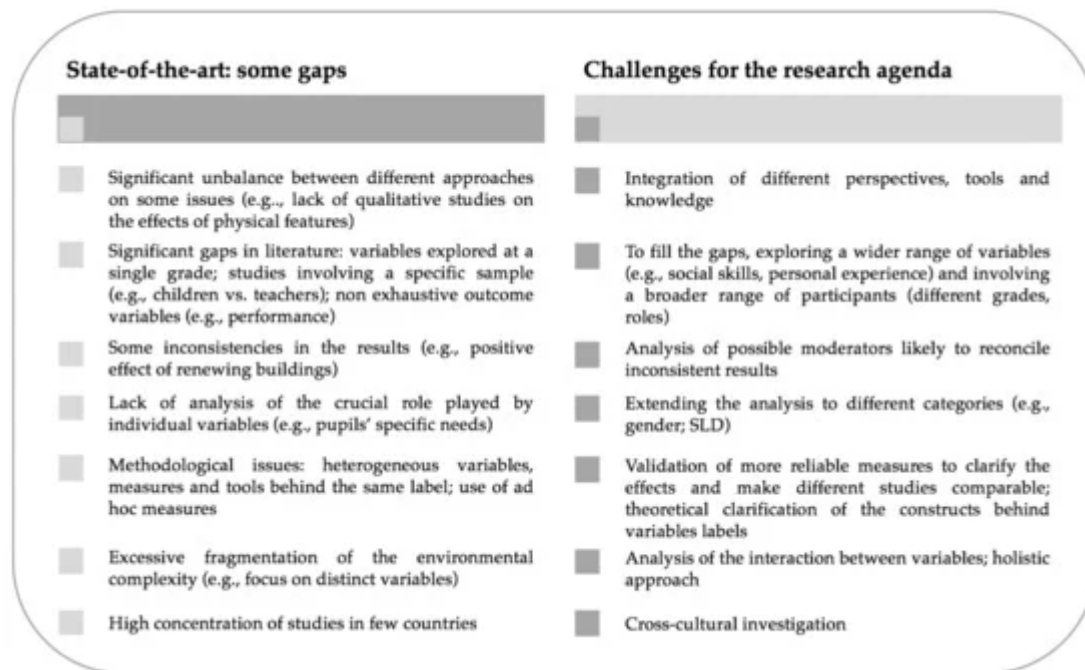 State-of-the-art: some gaps
Significant unbalance between different approaches
on some issues (e.g.., lack of qualitative studies on
the effects of physical features)
Significant gaps in literature: variables explored at a
single grade; studies involving a specific sample
(e.g., children vs. teachers); non exhaustive outcome
variables (e.g., performance)
Some inconsistencies in the results (e.g., positive
effect of renewing buildings)
Lack of analysis of the crucial role played by
individual variables (e.g., pupils' specific needs)
Methodological issues: heterogeneous variables,
measures and tools behind the same label; use of ad
hoc measures
Excessive fragmentation of the environmental
complexity (e.g., focus on distinct variables)
High concentration of studies in few countries
Challenges for the research agenda
Integration of different perspectives, tools and
knowledge
To fill the gaps, exploring a wider range of variables
(e.g., social skills, personal experience) and involving
a broader range of participants (different grades,
roles)
Analysis of possible moderators likely to reconcile
inconsistent results
Extending the analysis to different categories (e.g.,
gender; SLD)
Validation of more reliable measures to clarify the
effects and make different studies comparable;
theoretical clarification of the constructs behind
variables labels
Analysis of the interaction between variables; holistic
approach
Cross-cultural investigation